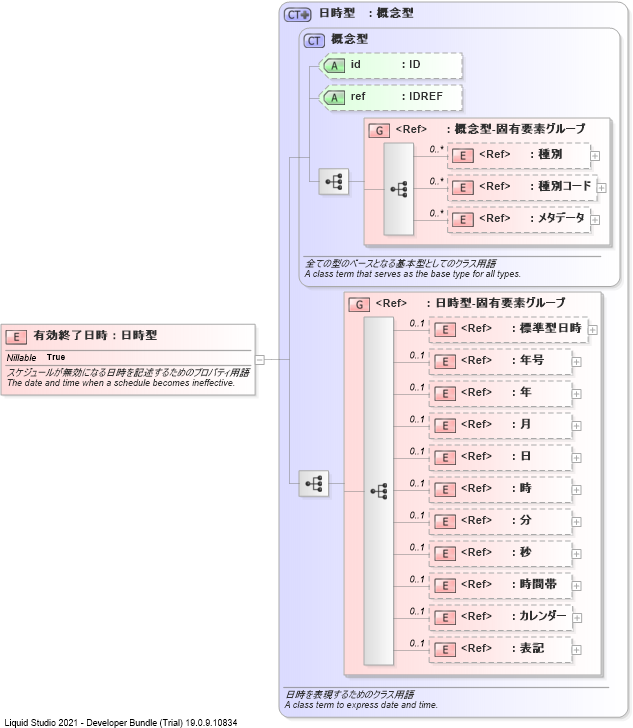 CT 日時型 : 概念型
CT 概念型
A id : ID
A ref : IDREF
G <Ref> : 概念型-固有要素グループ
0..* E <Ref> : 種別
0..* E <Ref> : 種別コード
0..* E <Ref> : メタデータ
全ての型のベースとなる基本型としてのクラス用語
A class term that serves as the base type for all types.
E 有効終了日時 : 日時型
Nillable True
スケジュールが無効になる日時を記述するためのプロパティ用語
The date and time when a schedule becomes ineffective.
G <Ref> : 日時型-固有要素グループ
0..1 E <Ref> : 標準型日時
0..1 E <Ref> : 年号
0..1 E <Ref> : 年
0..1 E <Ref> : 月
0..1 E <Ref> : 日
0..1 E <Ref> : 時
0..1 E <Ref> : 分
0..1 E <Ref> : 秒
0..1 E <Ref> : 時間帯
0..1 E <Ref> : カレンダー
0..1 E <Ref> : 表記
日時を表現するためのクラス用語
A class term to express date and time.
Liquid Studio 2021 - Developer Bundle (Trial) 19.0.9.10834